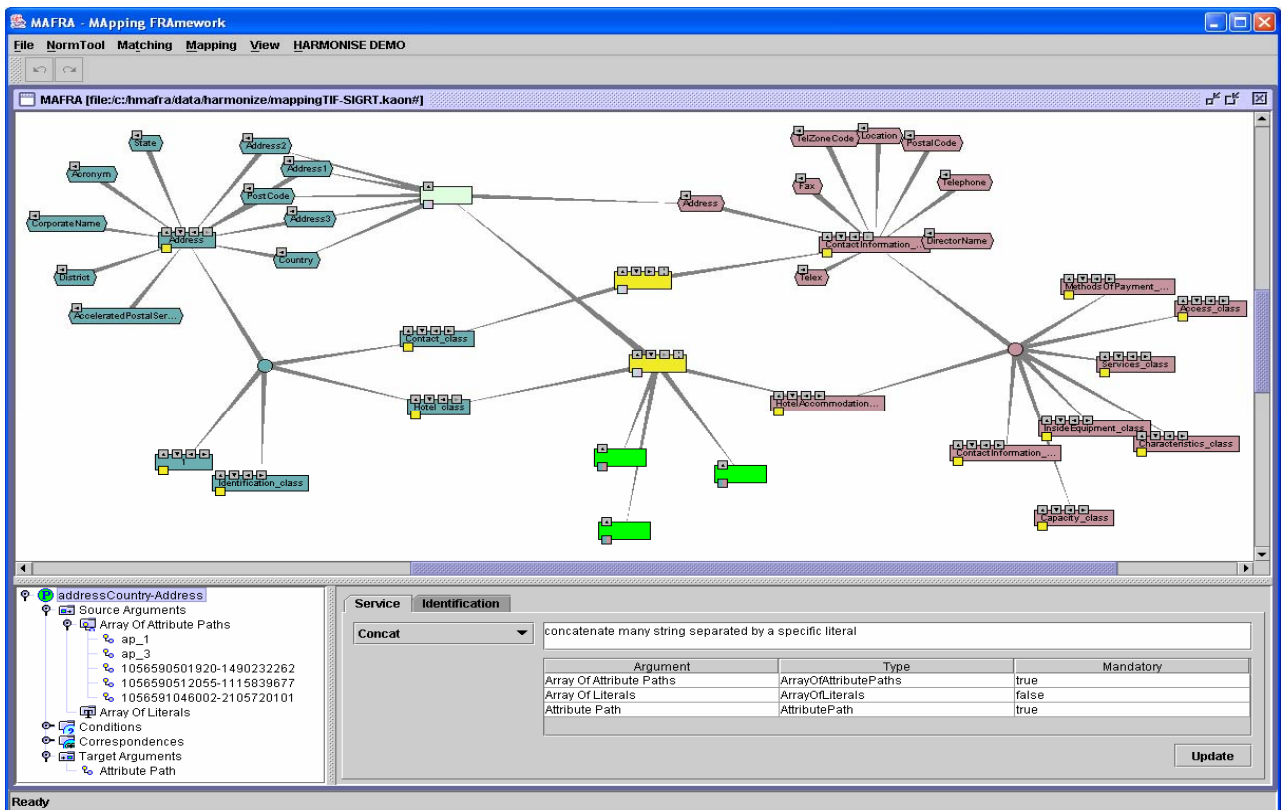 MAFRA - MApping FRAmework
File NormTool Matching Mapping View HARMONISE DEMO
MAFRA [file:/c:/hmafra/data/harmonize/mappingTIF-SIGRT.kaon#]
State
Address2
Acronym
Address1
PostCode
CorporateName
Address3
Address
Country
District
AcceleratedPostalSer...
TelZoneCode
Location
PostalCode
Fax
Telephone
Address
ContactInformation_...
DirectorName
Telex
MethodsOfPayment_...
Access_class
Contact_class
Services_class
Hotel_class
HotelAccommodation...
InsideEquipment_class
Characteristics_class
ContactInformation_...
1
Identification_class
Capacity_class
addressCountry-Address
Source Arguments
Array Of Attribute Paths
ap_1
ap_3
1056590501920-1490232262
1056590512055-1115839677
1056591046002-2105720101
Array Of Literals
Conditions
Correspondences
Target Arguments
Attribute Path
Service Identification
Concat
concatenate many string separated by a specific literal
Argument Type Mandatory
Array Of Attribute Paths ArrayOfAttributePaths true
Array Of Literals ArrayOfLiterals false
Attribute Path AttributePath true
Update
Ready